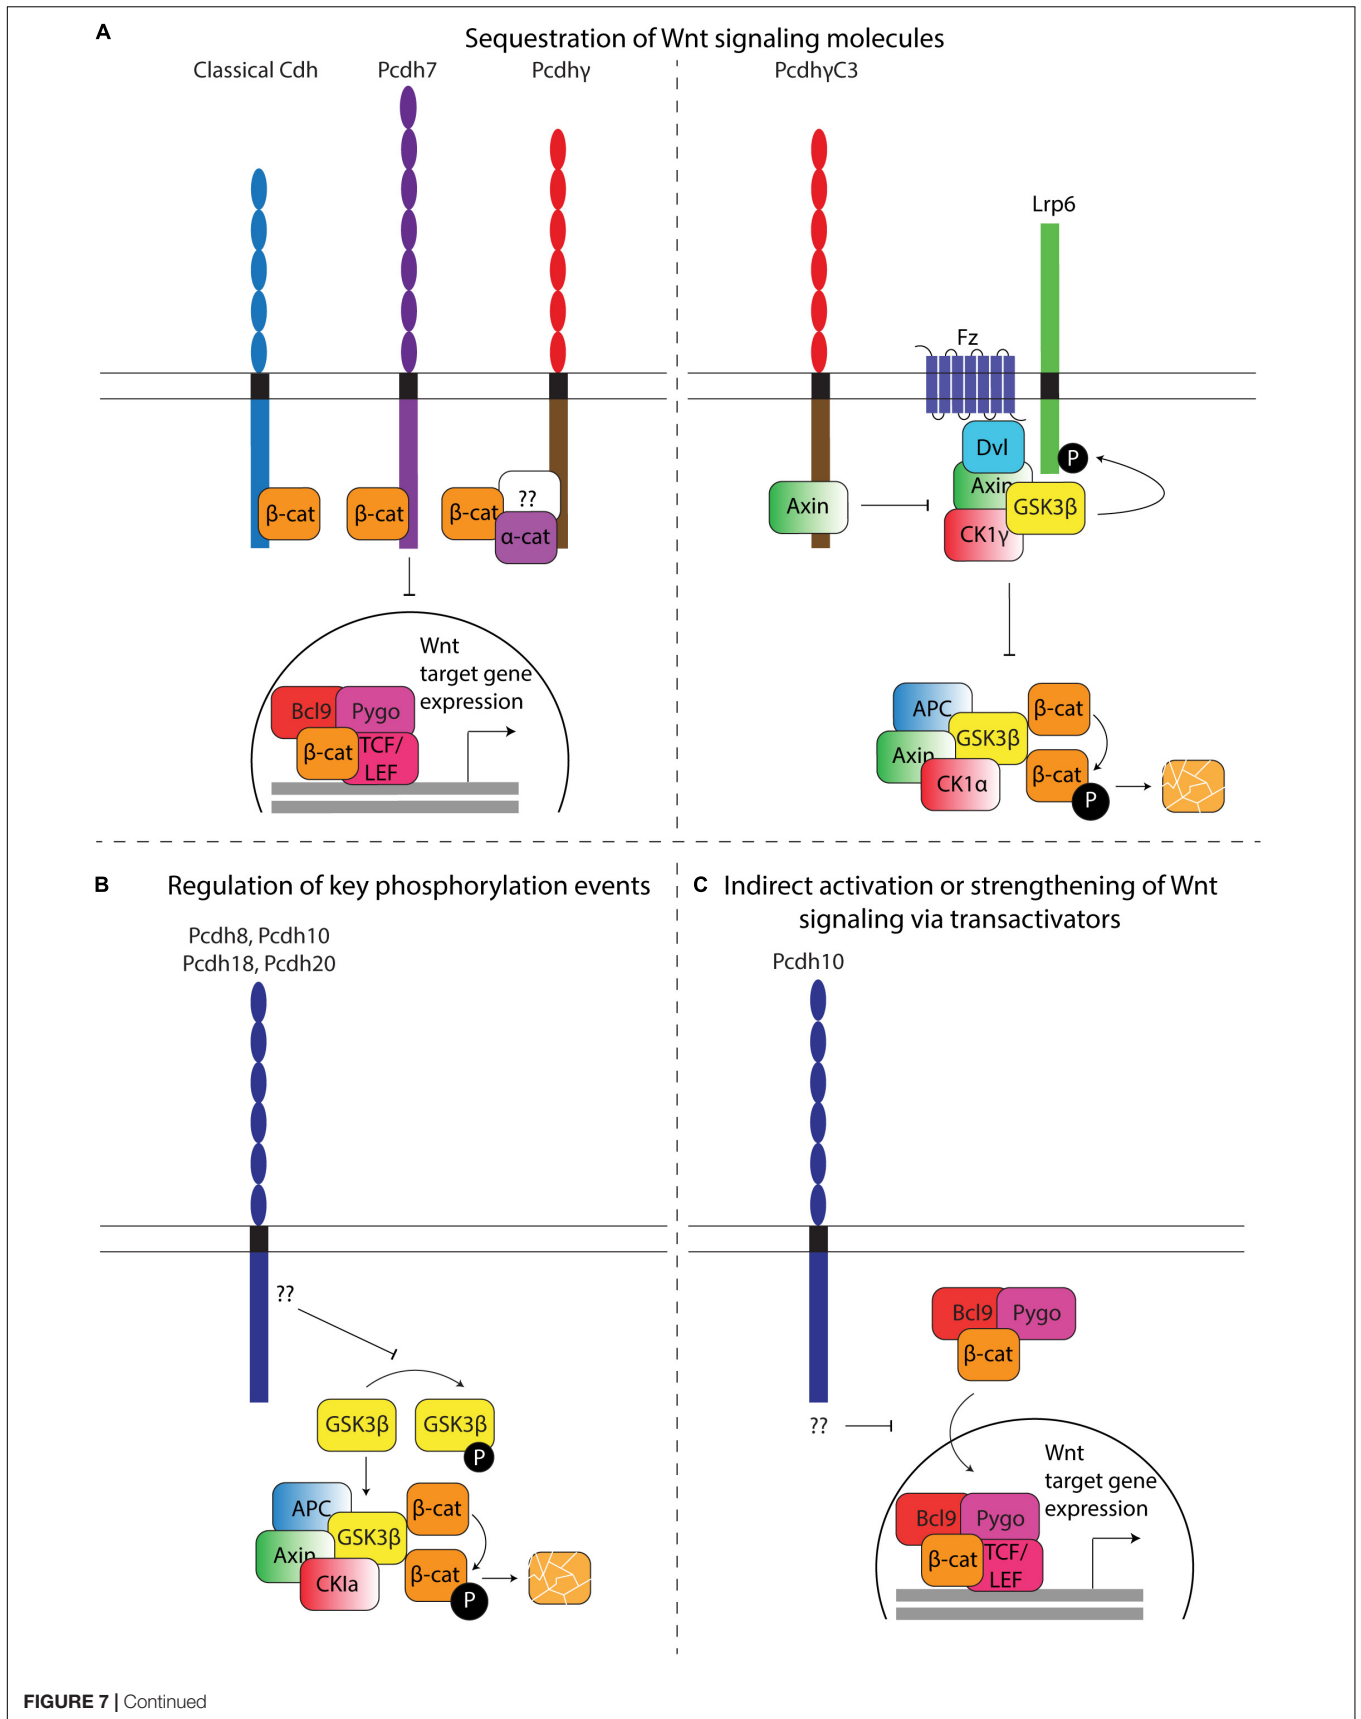 A
Sequestration of Wnt signaling molecules
Classical Cdh
Pcdh7
Pcdhγ
β-cat
β-cat
β-cat
??
α-cat
Wnt
target gene
expression
Bcl9
Pygo
β-cat
TCF/
LEF
PcdhγC3
Lrp6
Fz
Dvl
P
Axin
Axin
GSK3β
CK1γ
APC
β-cat
GSK3β
Axin
β-cat
CK1α
P
B
Regulation of key phosphorylation events
Pcdh8, Pcdh10
Pcdh18, Pcdh20
??
GSK3β
GSK3β
P
APC
β-cat
GSK3β
Axin
β-cat
CKIa
P
C
Indirect activation or strengthening of Wnt
signaling via transactivators
Pcdh10
Bcl9
Pygo
β-cat
??
Wnt
target gene
expression
Bcl9
Pygo
β-cat
TCF/
LEF
FIGURE 7 | Continued